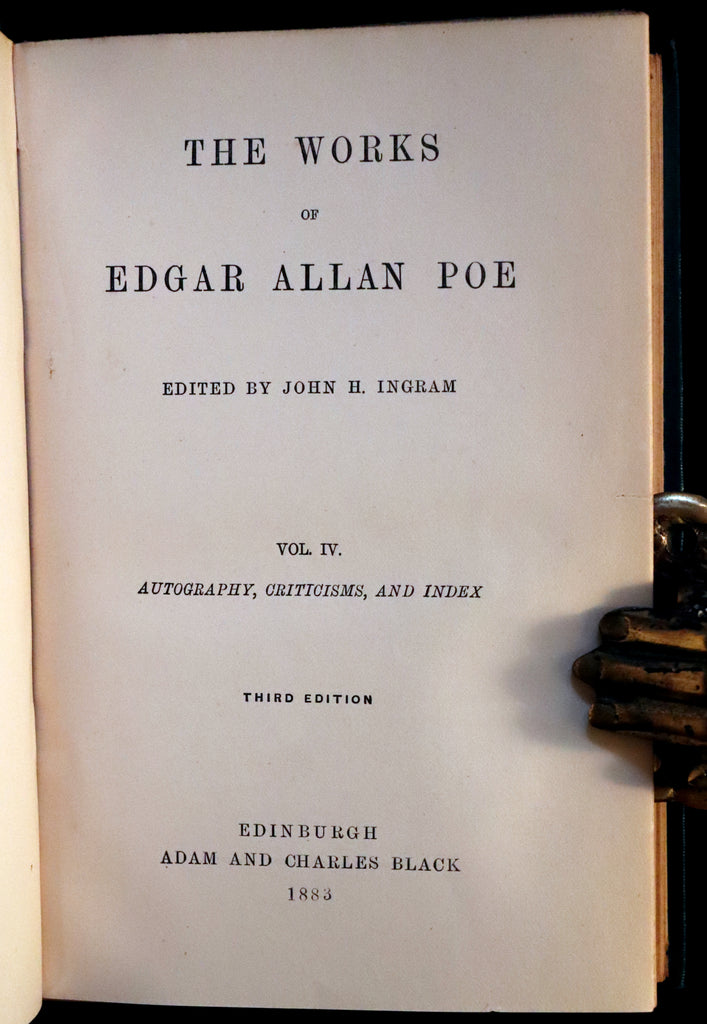 THE WORKS
OF
EDGAR ALLAN POE
EDITED BY JOHN H. INGRAM
VOL. IV.
AUTOGRAPHY, CRITICISMS, AND INDEX
THIRD EDITION
EDINBURGH
ADAM AND CHARLES BLACK
1883